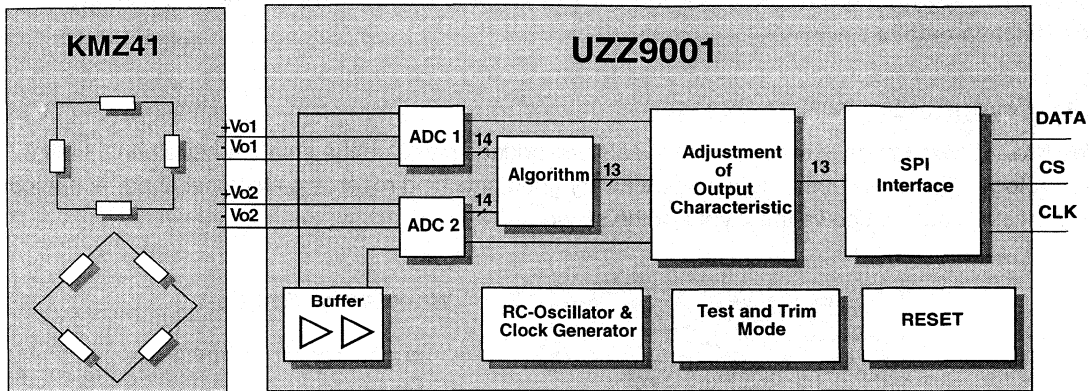 KMZ41
UZZ9001
+Vo1
-Vo1
+Vo2
-Vo2
ADC 1
14
ADC 2
14
Algorithm
13
Adjustment
of
Output
Characteristic
13
SPI
Interface
DATA
CS
CLK
Buffer
RC-Oscillator &
Clock Generator
Test and Trim
Mode
RESET